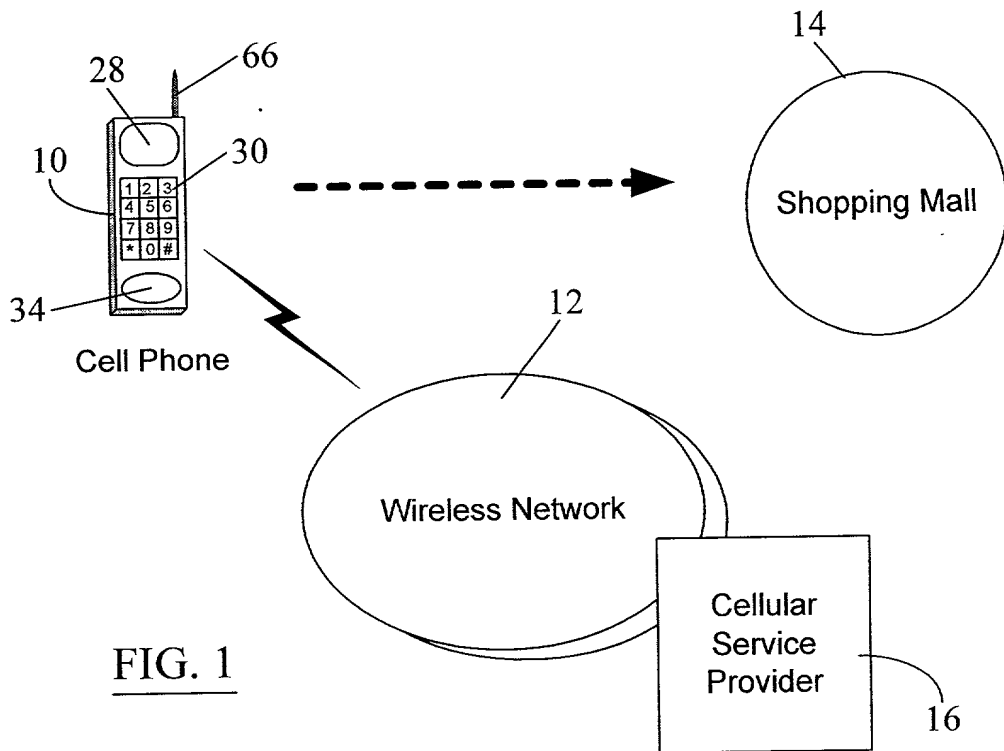 14
66
28
30
10
1 2 3
4 5 6
7 8 9
* 0 #
Shopping Mall
34
12
Cell Phone
Wireless Network
Cellular
Service
Provider
FIG. 1
16